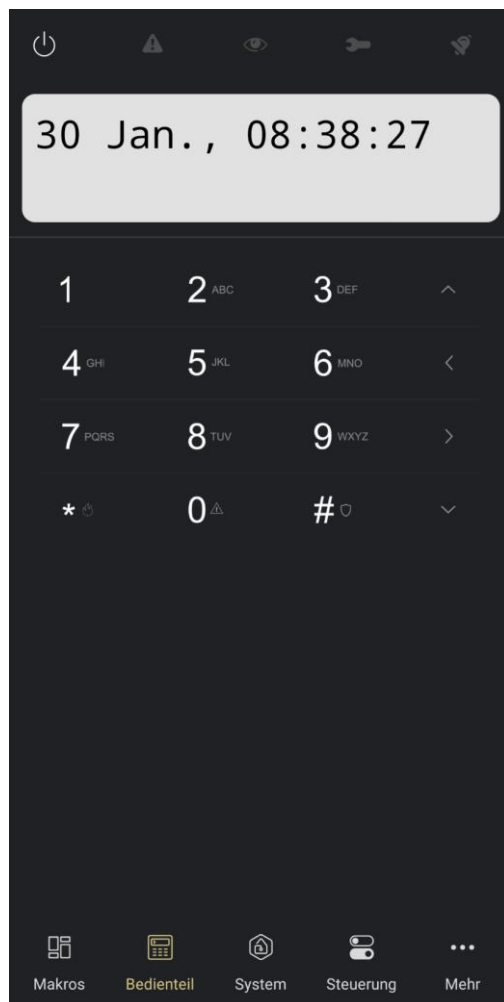 30 Jan., 08:38:27
1 2 ABC 3 DEF
4 GHI 5 JKL 6 MNO
7 PQRS 8 TUV 9 WXYZ
* 0 #
Makros Bedienteil System Steuerung Mehr